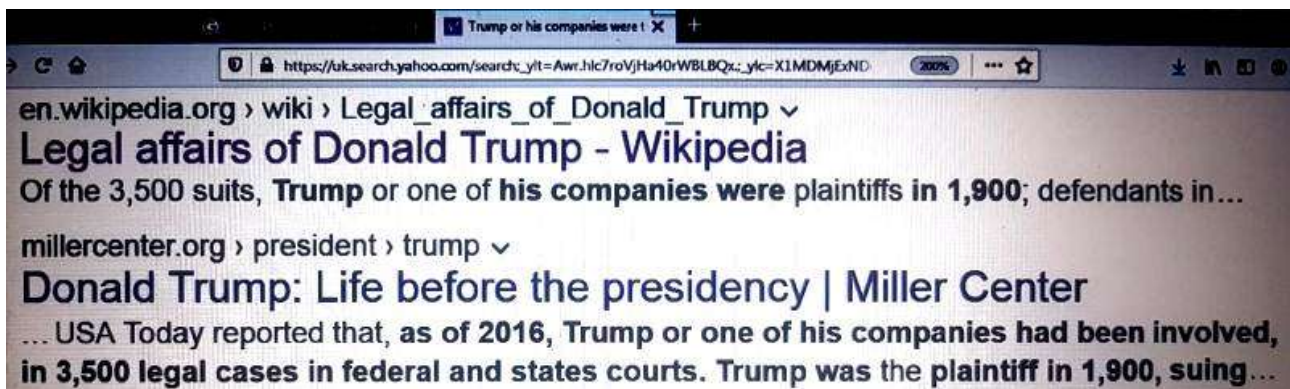 Trump or his companies were t X +
https://uk.search.yahoo.com/search;_ylt=Awr.hlc7roVjHa40rWBLBQx.;_ylc=X1MDMjExND 200% ...
en.wikipedia.org › wiki › Legal_affairs_of_Donald_Trump
Legal affairs of Donald Trump - Wikipedia
Of the 3,500 suits, Trump or one of his companies were plaintiffs in 1,900; defendants in...
millercenter.org › president › trump
Donald Trump: Life before the presidency | Miller Center
...USA Today reported that, as of 2016, Trump or one of his companies had been involved,
in 3,500 legal cases in federal and states courts. Trump was the plaintiff in 1,900, suing...